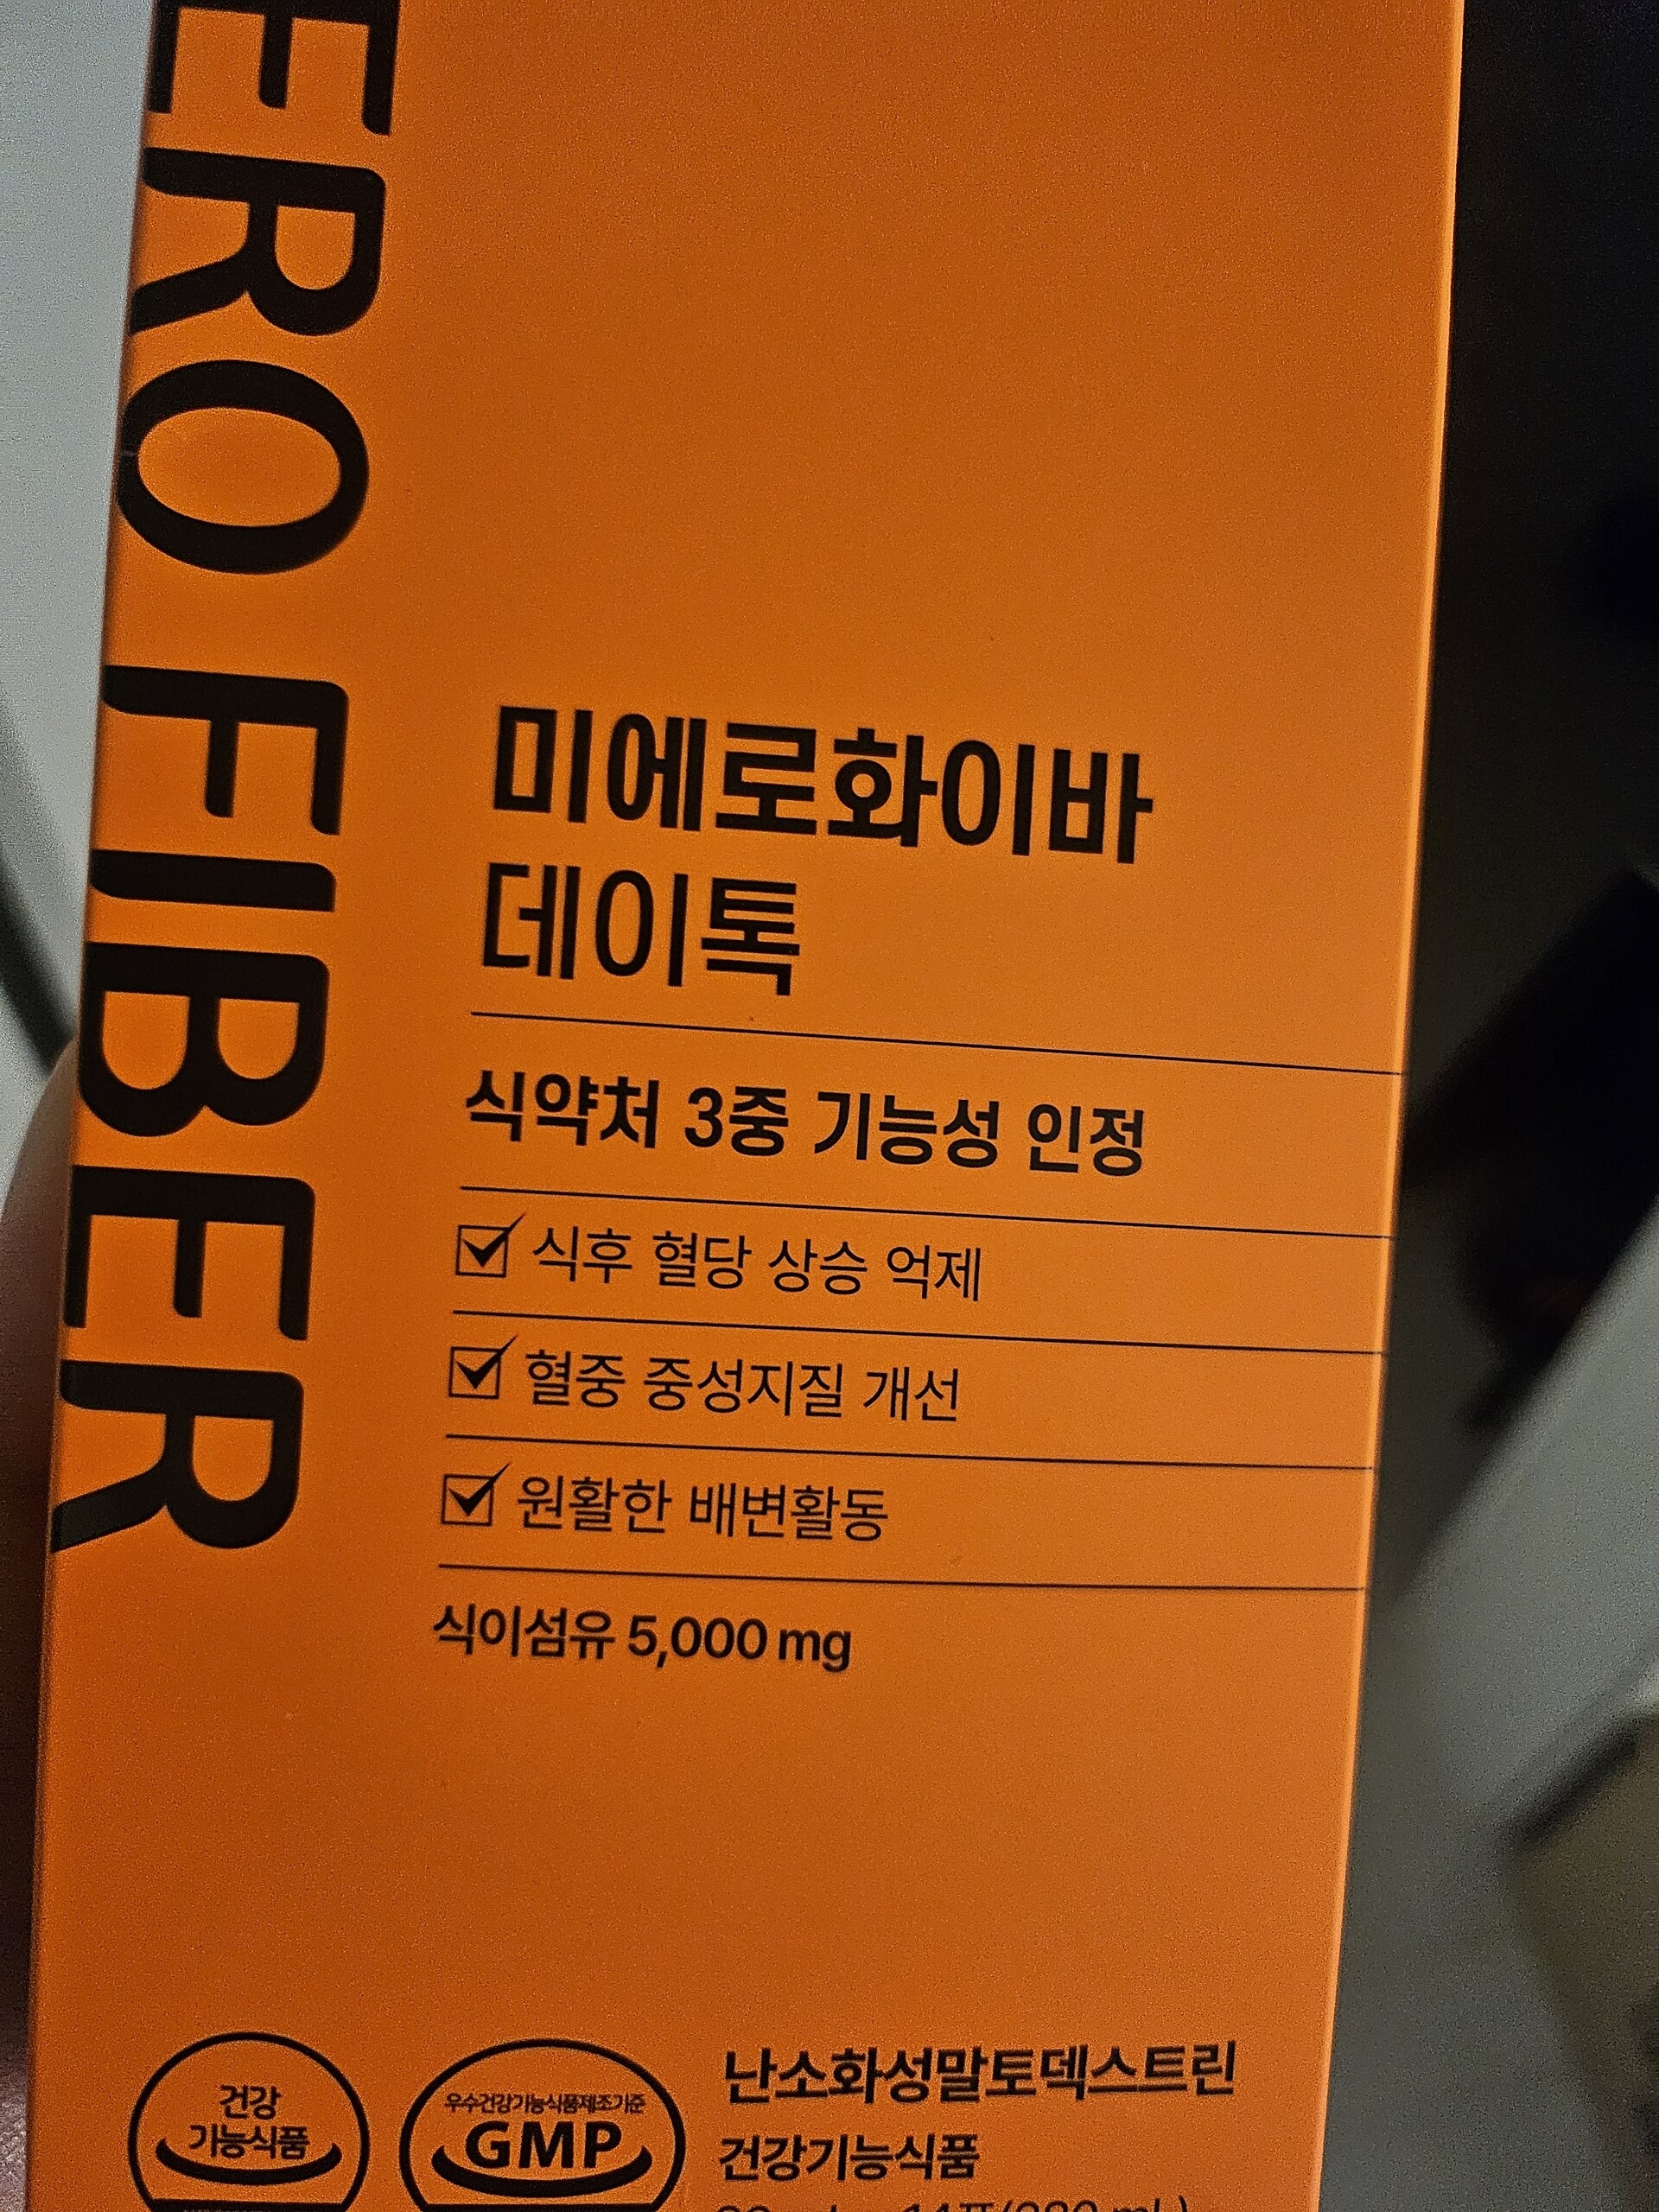 ERO FIBER
미에로화이바
데이톡
식약처 3중 기능성 인정
식후 혈당 상승 억제
혈중 중성지질 개선
원활한 배변활동
식이섬유 5,000 mg
건강
기능식품
우수건강기능식품제조기준
GMP
난소화성말토덱스트린
건강기능식품